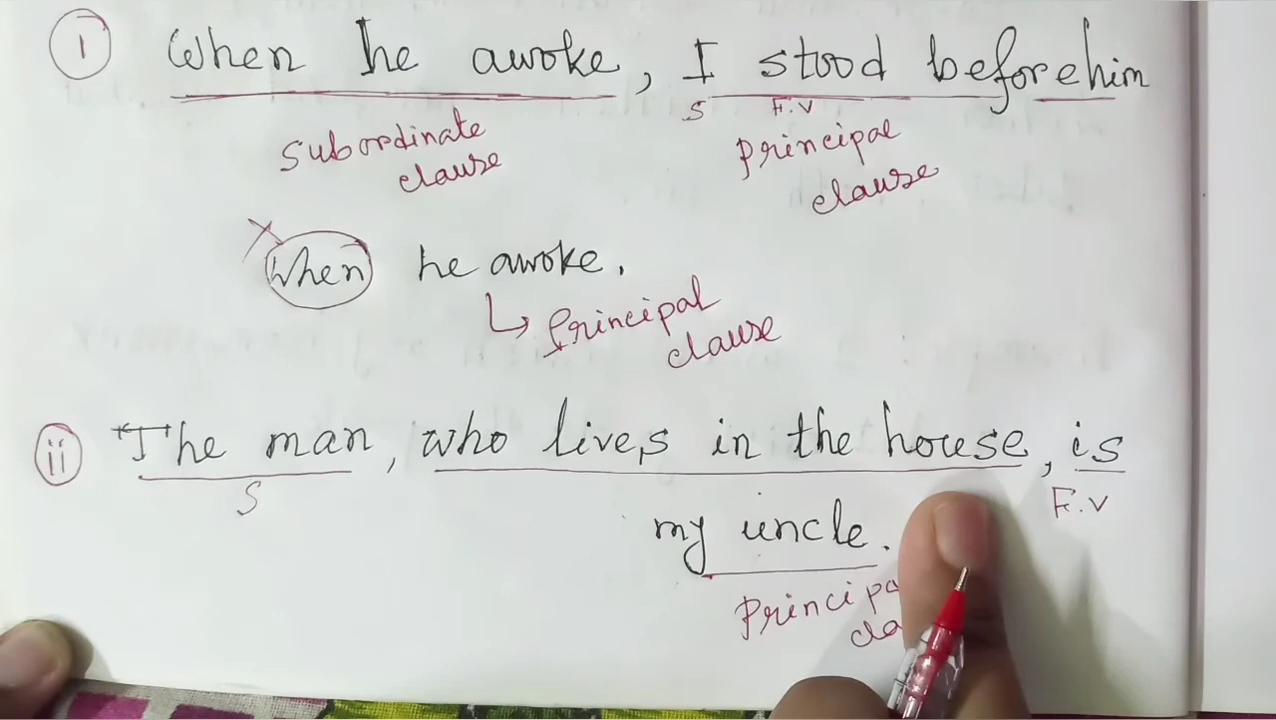 i When he awoke, I stood before him
S F.V
Subordinate clause
Principal clause
X When he awoke.
↳ Principal clause
ii The man, who lives in the house, is
S F.V
my uncle.